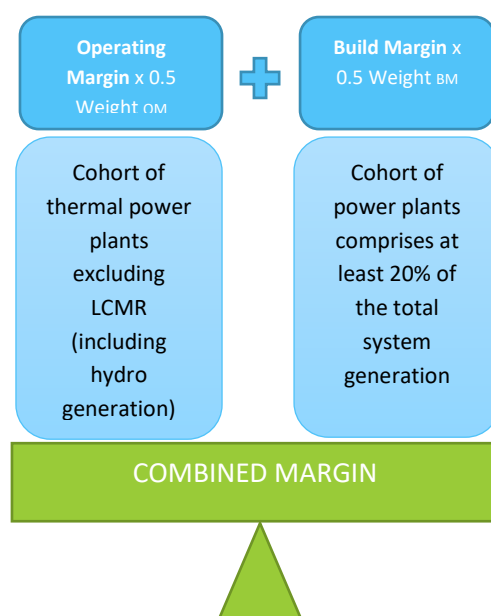 Operating
Margin x 0.5
Weight OM
Build Margin x
0.5 Weight BM
Cohort of
thermal power
plants
excluding
LCMR
(including
hydro
generation)
Cohort of
power plants
comprises at
least 20% of
the total
system
generation
COMBINED MARGIN